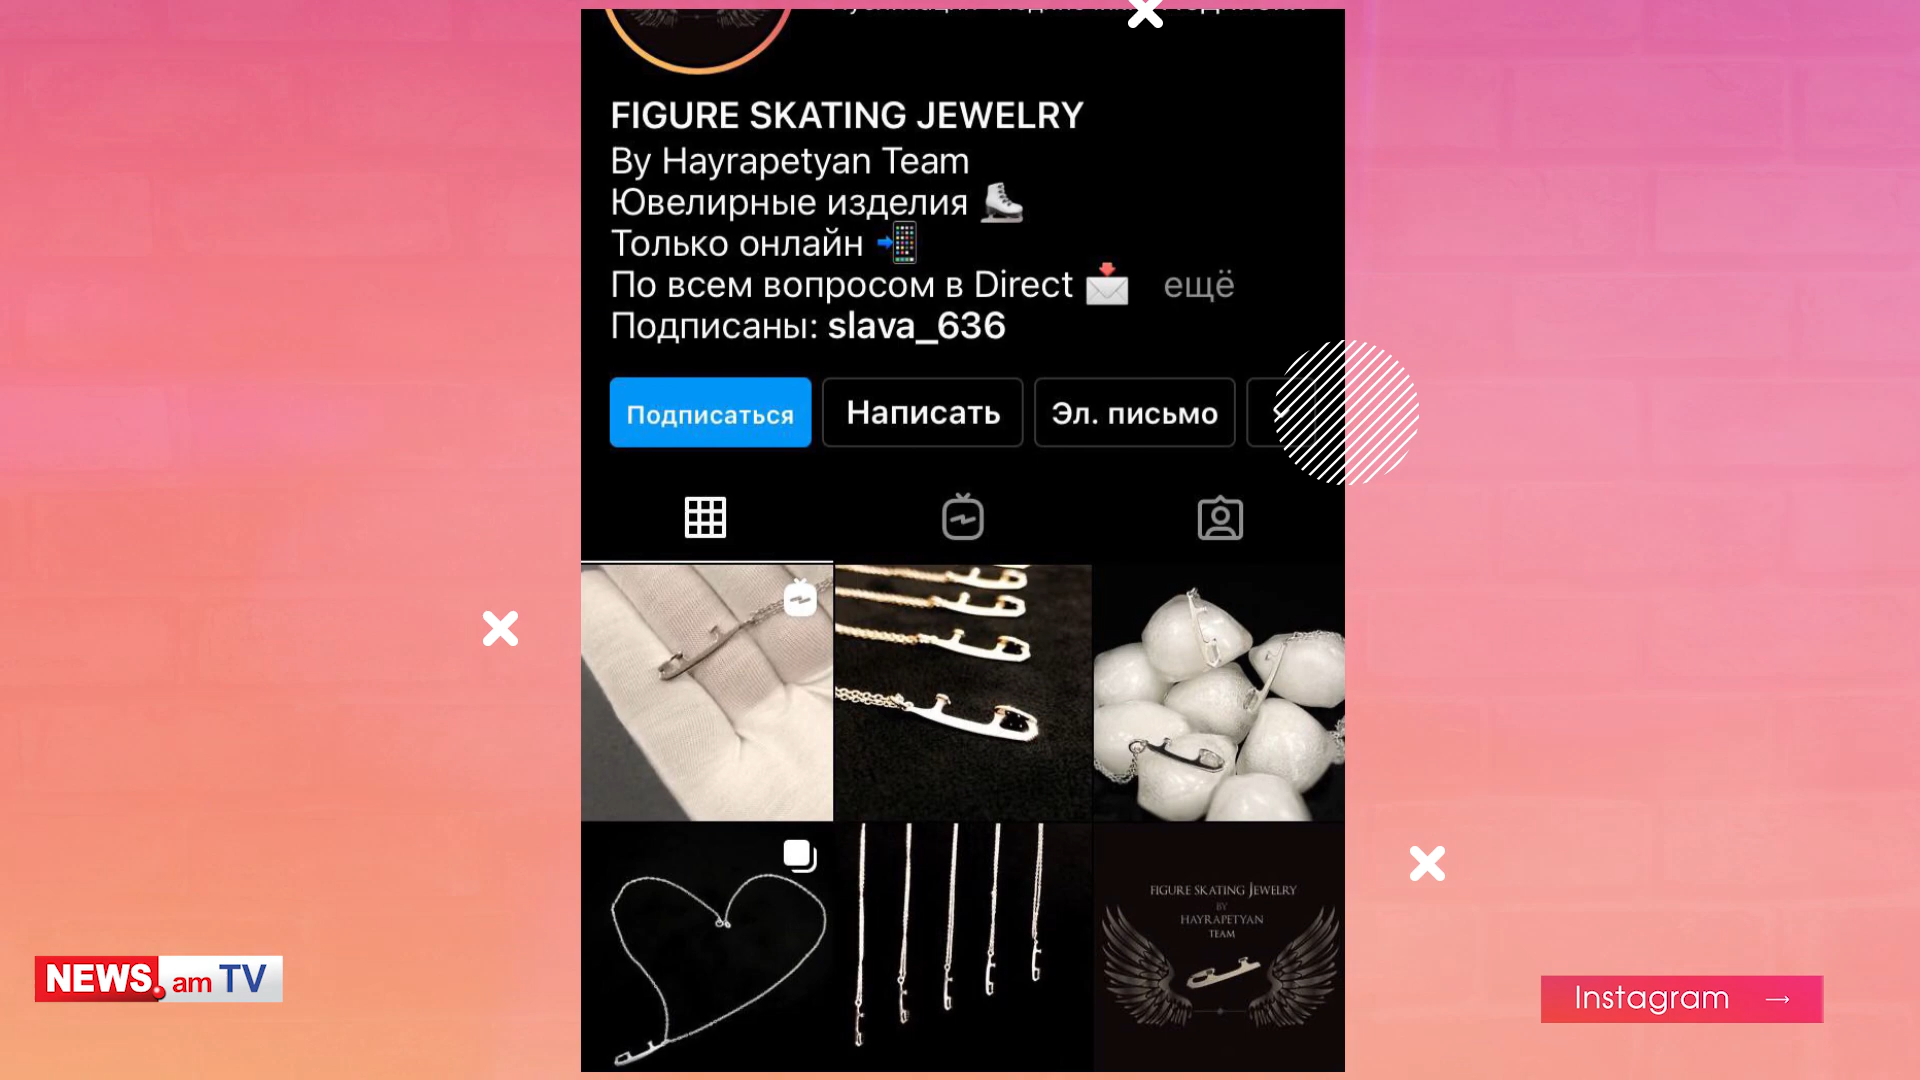 FIGURE SKATING JEWELRY
By Hayrapetyan Team
Ювелирные изделия
Только онлайн
По всем вопросом в Direct ещё
Подписаны: slava_636
Подписаться Написать Эл. письмо
FIGURE SKATING JEWELRY
BY
HAYRAPETYAN
TEAM
NEWS.am TV
Instagram →